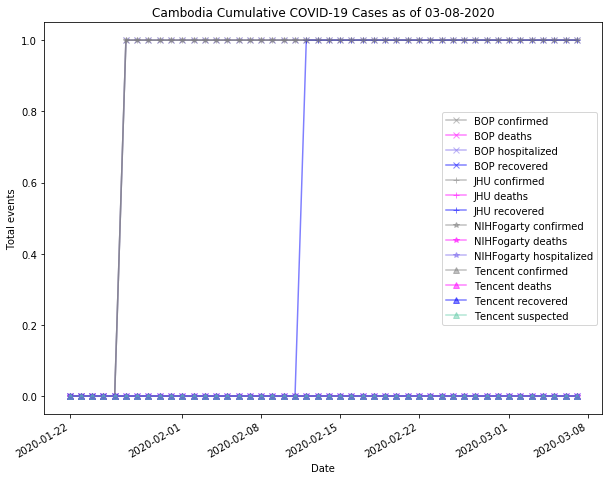 Cambodia Cumulative COVID-19 Cases as of 03-08-2020
1.0
0.8
0.6
0.4
0.2
0.0
Total events
BOP confirmed
BOP deaths
BOP hospitalized
BOP recovered
JHU confirmed
JHU deaths
JHU recovered
NIHFogarty confirmed
NIHFogarty deaths
NIHFogarty hospitalized
Tencent confirmed
Tencent deaths
Tencent recovered
Tencent suspected
2020-01-22
2020-02-01
2020-02-08
2020-02-15
2020-02-22
2020-03-01
2020-03-08
Date